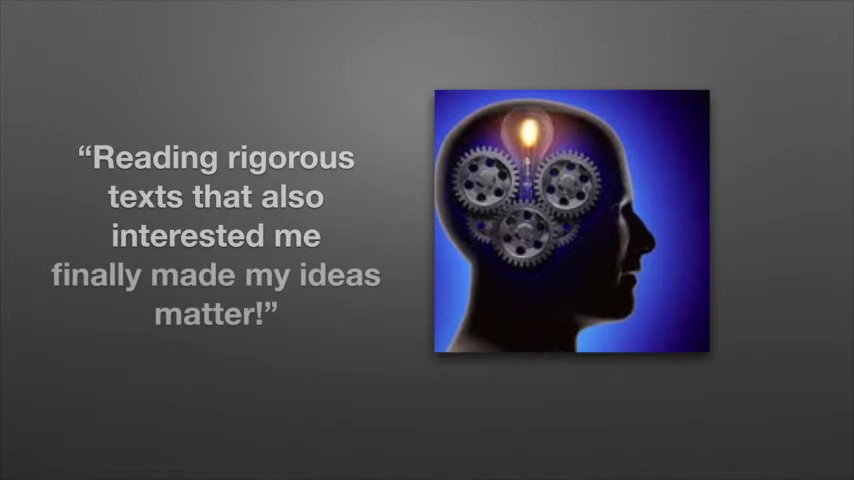 “Reading rigorous
texts that also
interested me
finally made my ideas
matter!”